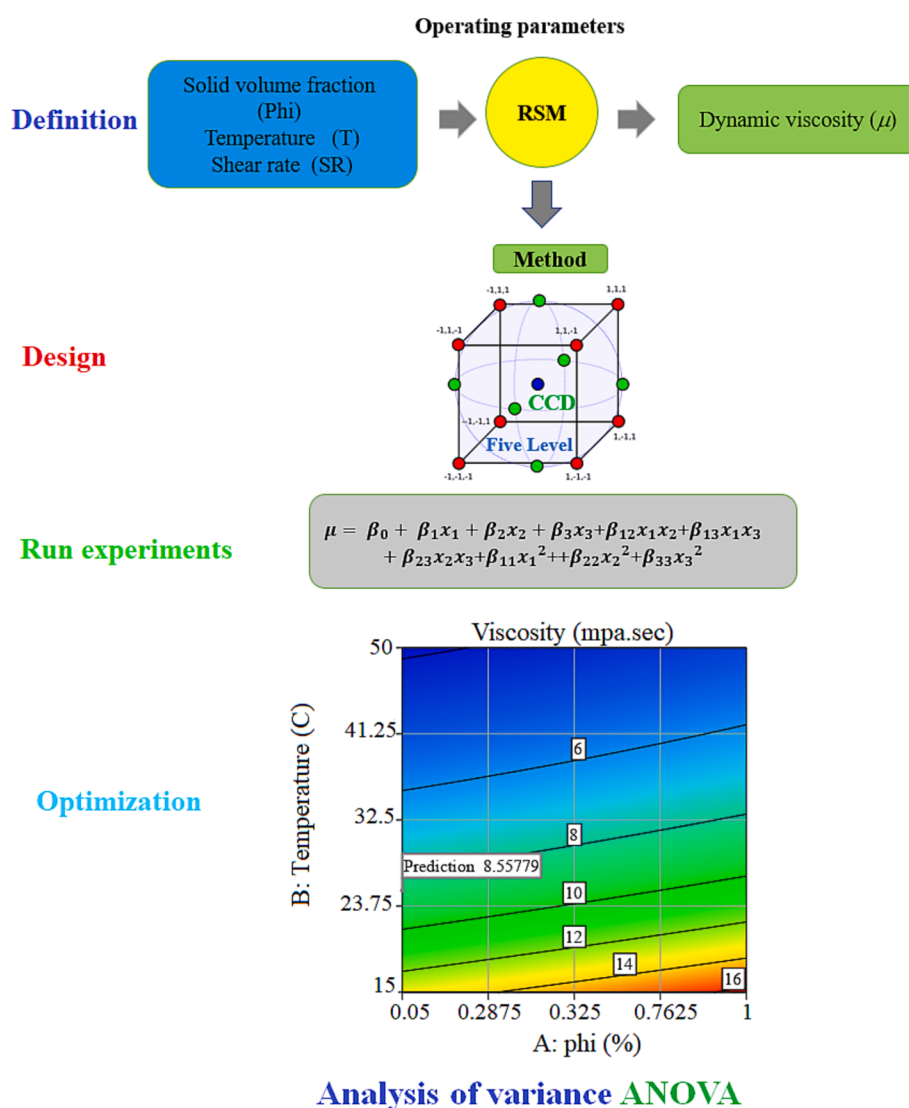 Operating parameters
Definition
Solid volume fraction
(Phi)
Temperature (T)
Shear rate (SR)
RSM
Dynamic viscosity (μ)
Method
Design
-1,1,1
1,1,1
-1,1,-1
1,1,-1
CCD
-1,-1,1
1,-1,1
Five Level
-1,-1,-1
1,-1,-1
Run experiments
μ = β₀ + β₁x₁ + β₂x₂ + β₃x₃+β₁₂x₁x₂+β₁₃x₁x₃
+ β₂₃x₂x₃+β₁₁x₁²++β₂₂x₂²+β₃₃x₃²
Optimization
Viscosity (mpa.sec)
50
41.25
32.5
23.75
15
B: Temperature (C)
6
8
Prediction 8.55779
10
12
14
16
0.05 0.2875 0.325 0.7625 1
A: phi (%)
Analysis of variance ANOVA